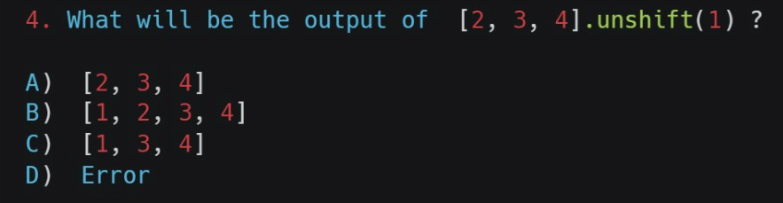 4. What will be the output of [2, 3, 4].unshift(1) ?
A) [2, 3, 4]
B) [1, 2, 3, 4]
C) [1, 3, 4]
D) Error